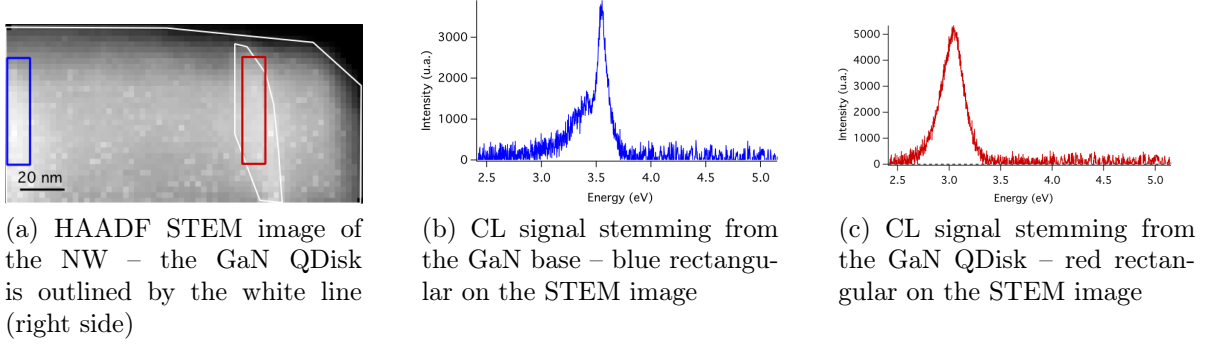 20 nm
3000
2000
1000
0
Intensity (u.a.)
2.5 3.0 3.5 4.0 4.5 5.0
Energy (eV)
5000
4000
3000
2000
1000
0
Intensity (u.a.)
2.5 3.0 3.5 4.0 4.5 5.0
Energy (eV)
(a) HAADF STEM image of
the NW – the GaN QDisk
is outlined by the white line
(right side)
(b) CL signal stemming from
the GaN base – blue rectangu-
lar on the STEM image
(c) CL signal stemming from
the GaN QDisk – red rectan-
gular on the STEM image